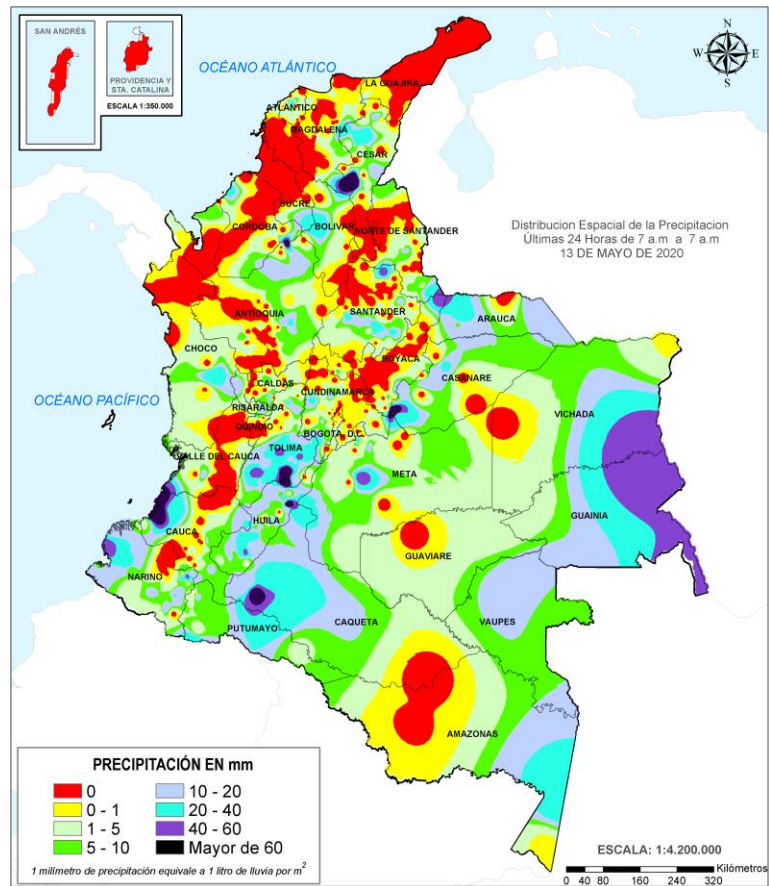 SAN ANDRÉS
PROVIDENCIA Y
STA. CATALINA
ESCALA 1:350.000
OCÉANO ATLÁNTICO
N
W
E
S
LA GUAJIRA
ATLANTICO
MAGDALENA
CESAR
SUCRE
CORDOBA
BOLIVAR
NORTE DE SANTANDER
Distribucion Espacial de la Precipitacion
Últimas 24 Horas de 7 a.m a 7 a.m
13 DE MAYO DE 2020
ANTIOQUIA
SANTANDER
ARAUCA
CHOCO
BOYACA
OCÉANO PACÍFICO
CALDAS
CUNDINAMARCA
CASANARE
RISARALDA
VICHADA
QUINDIO
BOGOTA, D.C.
TOLIMA
VALLE DEL CAUCA
META
GUAINIA
HUILA
CAUCA
GUAVIARE
NARIÑO
PUTUMAYO
CAQUETA
VAUPES
AMAZONAS
PRECIPITACIÓN EN mm
0
10 - 20
0 - 1
20 - 40
1 - 5
40 - 60
5 - 10
Mayor de 60
1 milímetro de precipitación equivale a 1 litro de lluvia por m²
ESCALA: 1:4.200.000
Kilómetros
0 40 80 160 240 320